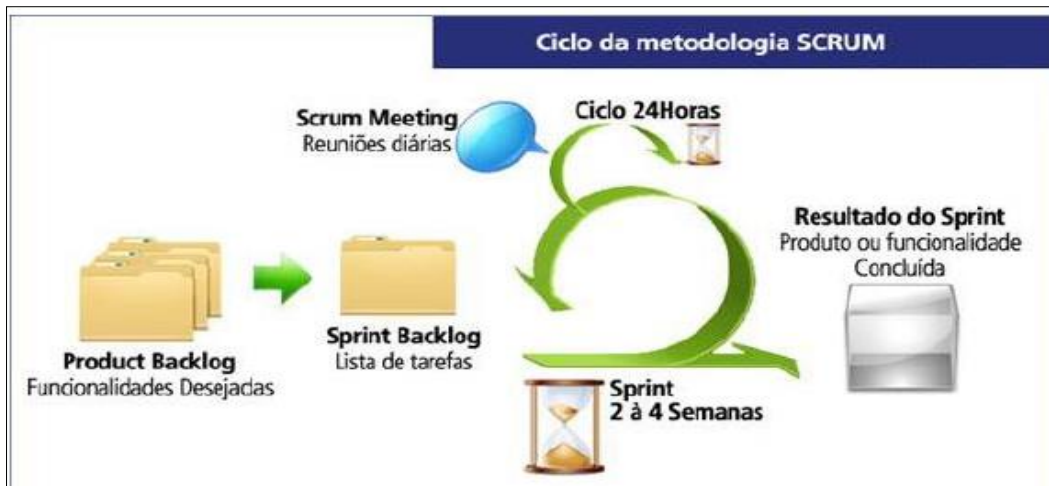 Ciclo da metodologia SCRUM
Scrum Meeting
Reuniões diárias
Ciclo 24Horas
Resultado do Sprint
Produto ou funcionalidade
Concluída
Product Backlog
Funcionalidades Desejadas
Sprint Backlog
Lista de tarefas
Sprint
2 à 4 Semanas